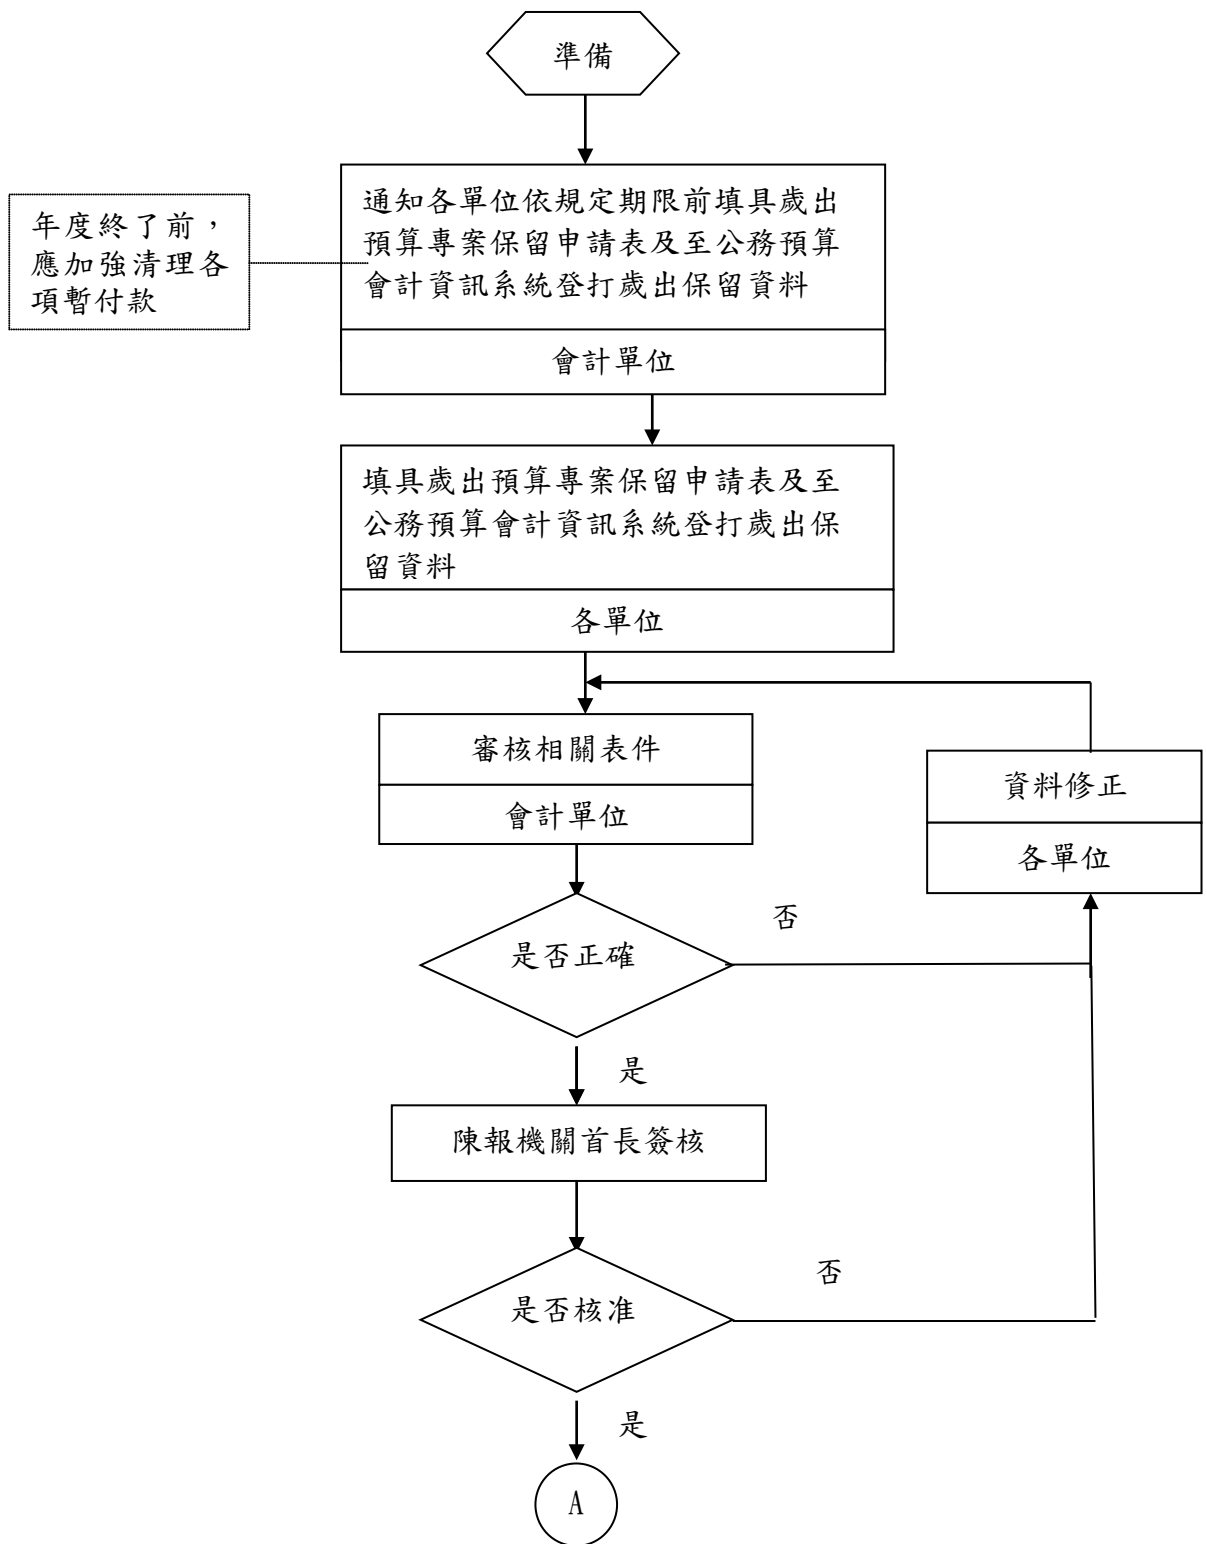 準備
通知各單位依規定期限前填具歲出
預算專案保留申請表及至公務預算
會計資訊系統登打歲出保留資料
會計單位
年度終了前，
應加強清理各
項暫付款
填具歲出預算專案保留申請表及至
公務預算會計資訊系統登打歲出保
留資料
各單位
審核相關表件
會計單位
資料修正
各單位
是否正確
否
是
陳報機關首長簽核
是否核准
否
是
A